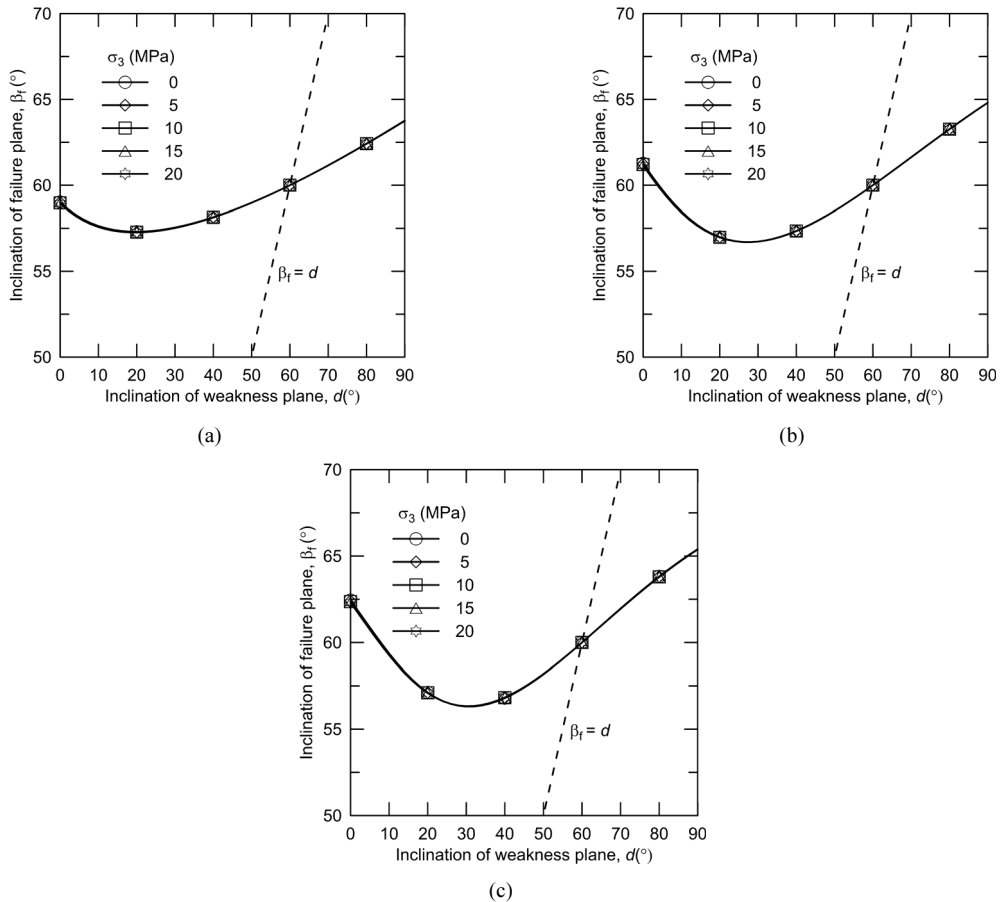 70
65
60
55
50
Inclination of failure plane, βf (°)
σ3 (MPa)
0
5
10
15
20
βf = d
0 10 20 30 40 50 60 70 80 90
Inclination of weakness plane, d(°)
(a)
70
65
60
55
50
Inclination of failure plane, βf (°)
σ3 (MPa)
0
5
10
15
20
βf = d
0 10 20 30 40 50 60 70 80 90
Inclination of weakness plane, d(°)
(b)
70
65
60
55
50
Inclination of failure plane, βf (°)
σ3 (MPa)
0
5
10
15
20
βf = d
0 10 20 30 40 50 60 70 80 90
Inclination of weakness plane, d(°)
(c)